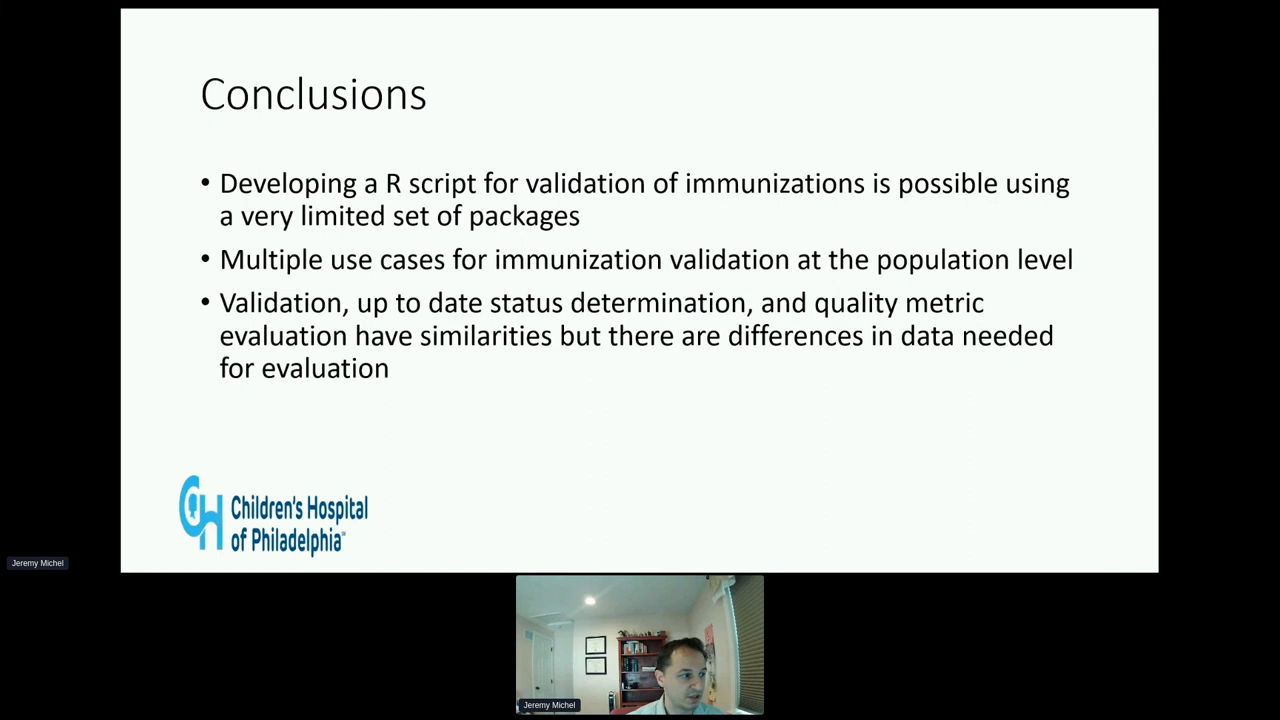 Conclusions
• Developing a R script for validation of immunizations is possible using
a very limited set of packages
• Multiple use cases for immunization validation at the population level
• Validation, up to date status determination, and quality metric
evaluation have similarities but there are differences in data needed
for evaluation
CH
Children's Hospital
of Philadelphia℠
Jeremy Michel
Jeremy Michel